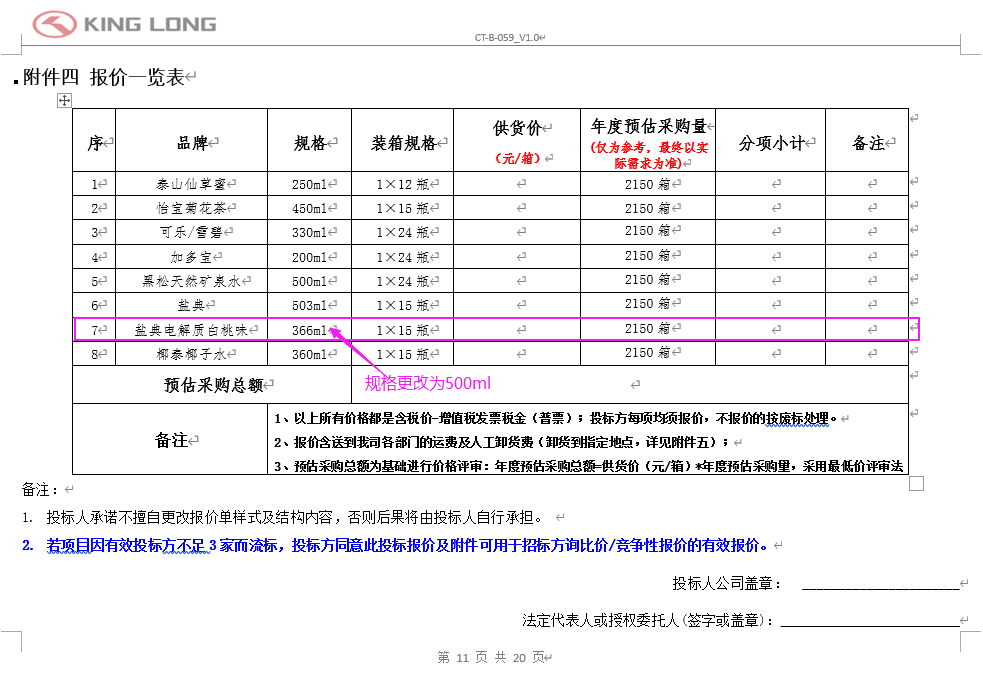 KING LONG
CT-B-059_V1.0
附件四 报价一览表
序 品牌 规格 装箱规格 供货价（元/箱） 年度预估采购量(仅为参考，最终以实际需求为准) 分项小计 备注
1 泰山仙草蜜 250ml 1×12 瓶 2150 箱
2 怡宝菊花茶 450ml 1×15 瓶 2150 箱
3 可乐/雪碧 330ml 1×24 瓶 2150 箱
4 加多宝 200ml 1×24 瓶 2150 箱
5 黑松天然矿泉水 500ml 1×24 瓶 2150 箱
6 盐典 503ml 1×15 瓶 2150 箱
7 盐典电解质白桃味 366ml 1×15 瓶 2150 箱
8 椰泰椰子水 360ml 1×15 瓶 2150 箱
预估采购总额
规格更改为500ml
备注
1、以上所有价格都是含税价-增值税发票税金（普票）；投标方每项均须报价，不报价的按废标处理。
2、报价含送到我司各部门的运费及人工卸货费（卸货到指定地点，详见附件五）；
3、预估采购总额为基础进行价格评审：年度预估采购总额=供货价（元/箱）*年度预估采购量，采用最低价评审法
备注：
1. 投标人承诺不擅自更改报价单样式及结构内容，否则后果将由投标人自行承担。
2. 若项目因有效投标方不足 3 家而流标，投标方同意此投标报价及附件可用于招标方询比价/竞争性报价的有效报价。
投标人公司盖章：
法定代表人或授权委托人(签字或盖章)：
第 11 页 共 20 页